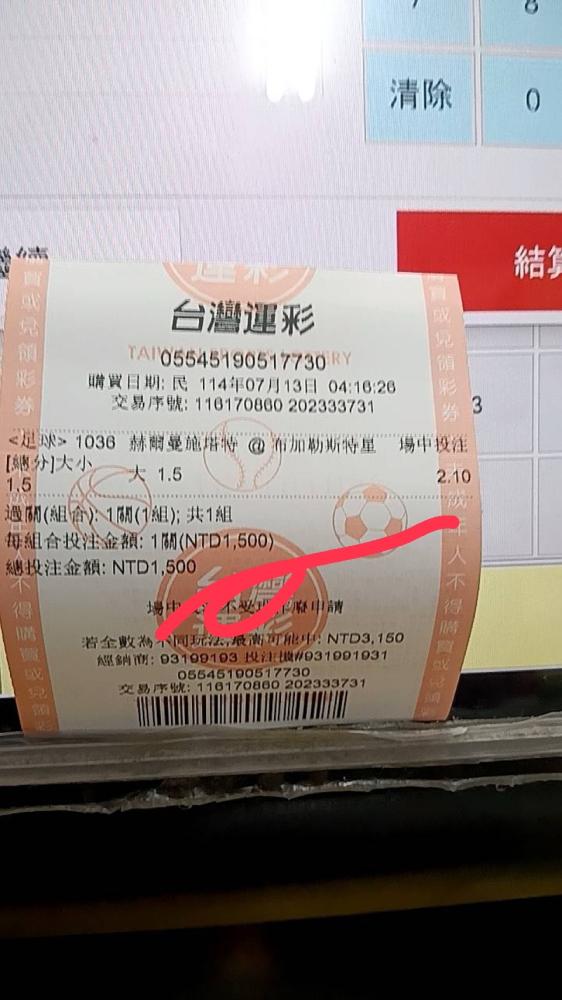 7 8
清除 0
結算
3
台灣運彩
05545190517730
購買日期: 民 114年07月13日 04:16:26
交易序號: 116170860 202333731
<足球> 1036 赫爾曼施塔特 @ 布加勒斯特星 場中投注
[總分]大小
1.5 大 1.5 2.10
過關(組合): 1關(1組); 共1組
每組合投注金額: 1關(NTD1,500)
總投注金額: NTD1,500
若全數為不同玩法,最高可能中: NTD3,150
經銷商: 93199193 投注機#931991931
05545190517730
交易序號: 116170860 202333731